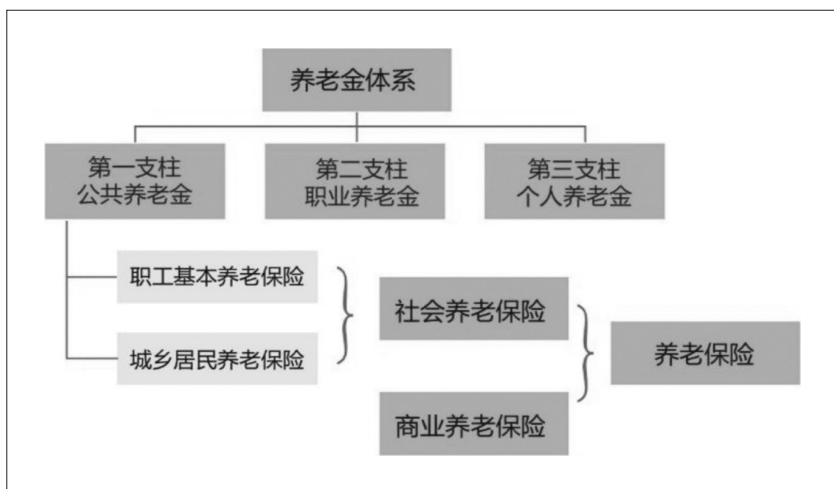 养老金体系
第一支柱
公共养老金
第二支柱
职业养老金
第三支柱
个人养老金
职工基本养老保险
城乡居民养老保险
社会养老保险
商业养老保险
养老保险